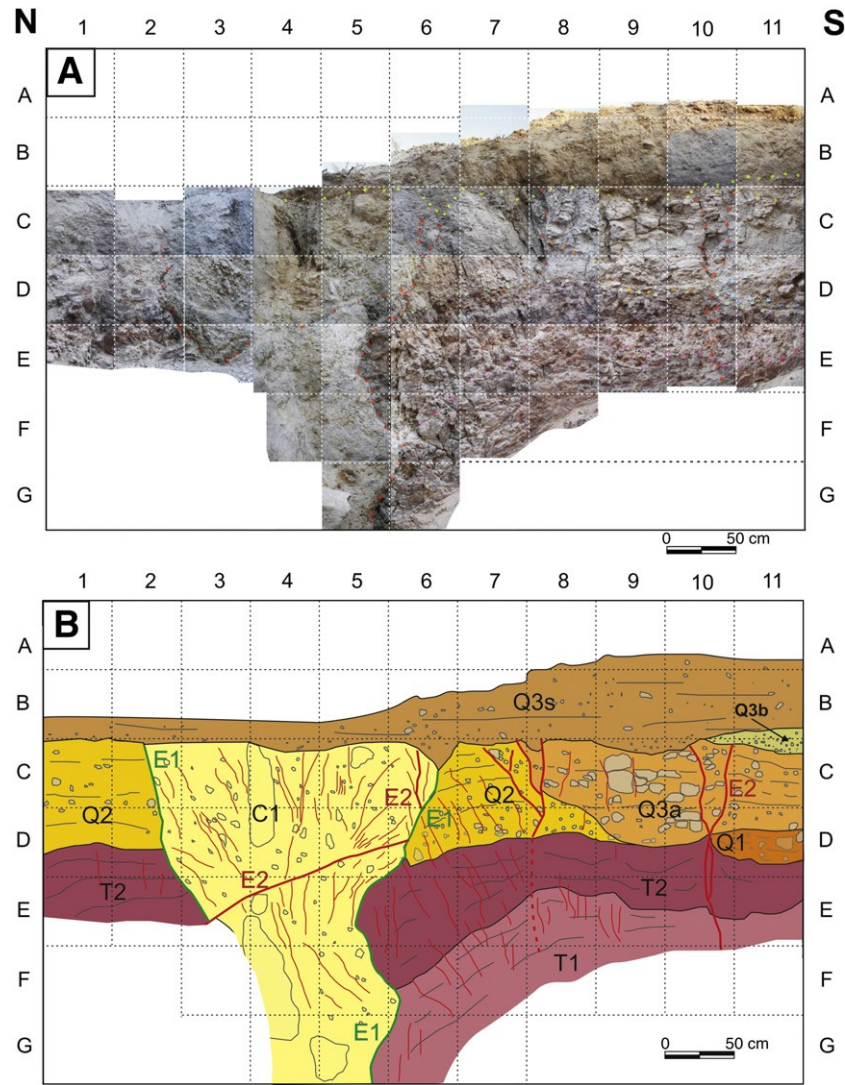 N 1 2 3 4 5 6 7 8 9 10 11 S
A
A A
B B
C C
D D
E E
F F
G G
0 50 cm
1 2 3 4 5 6 7 8 9 10 11
B
A A
B Q3s Q3b B
C E1 C1 E2 Q2 Q3a E2 C
Q2 E1
D Q1 D
T2 E2 T2
E E
F T1 F
G E1 0 50 cm G